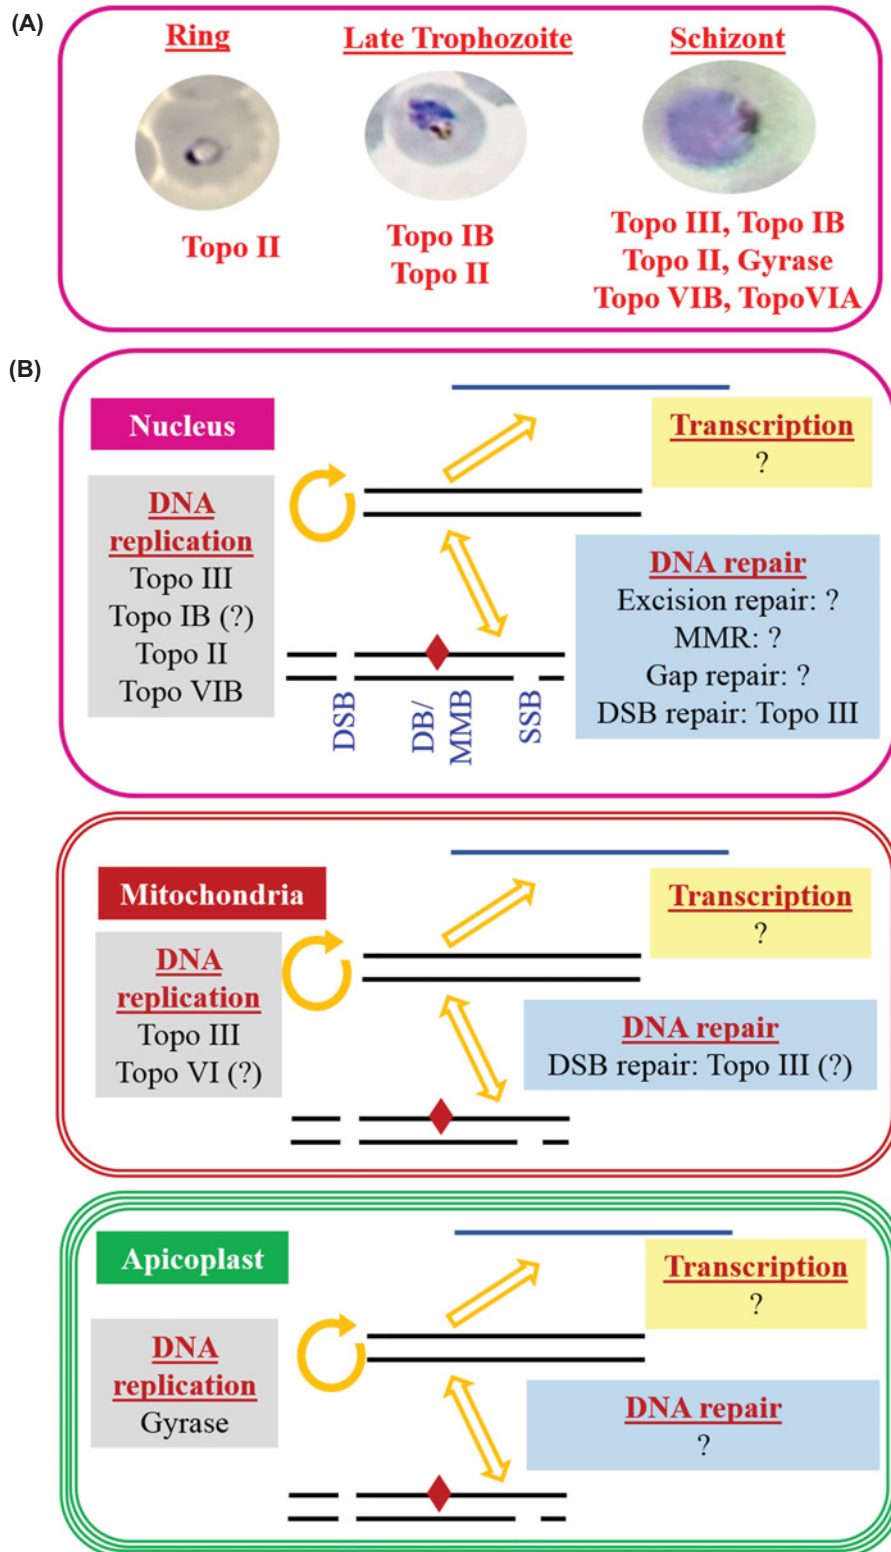 (A)
Ring
Late Trophozoite
Schizont
Topo II
Topo IB
Topo II
Topo III, Topo IB
Topo II, Gyrase
Topo VIB, TopoVIA
(B)
Nucleus
Transcription
?
DNA
replication
Topo III
Topo IB (?)
Topo II
Topo VIB
DNA repair
Excision repair: ?
MMR: ?
Gap repair: ?
DSB repair: Topo III
DSB
DB/
MMB
SSB
Mitochondria
Transcription
?
DNA
replication
Topo III
Topo VI (?)
DNA repair
DSB repair: Topo III (?)
Apicoplast
Transcription
?
DNA
replication
Gyrase
DNA repair
?